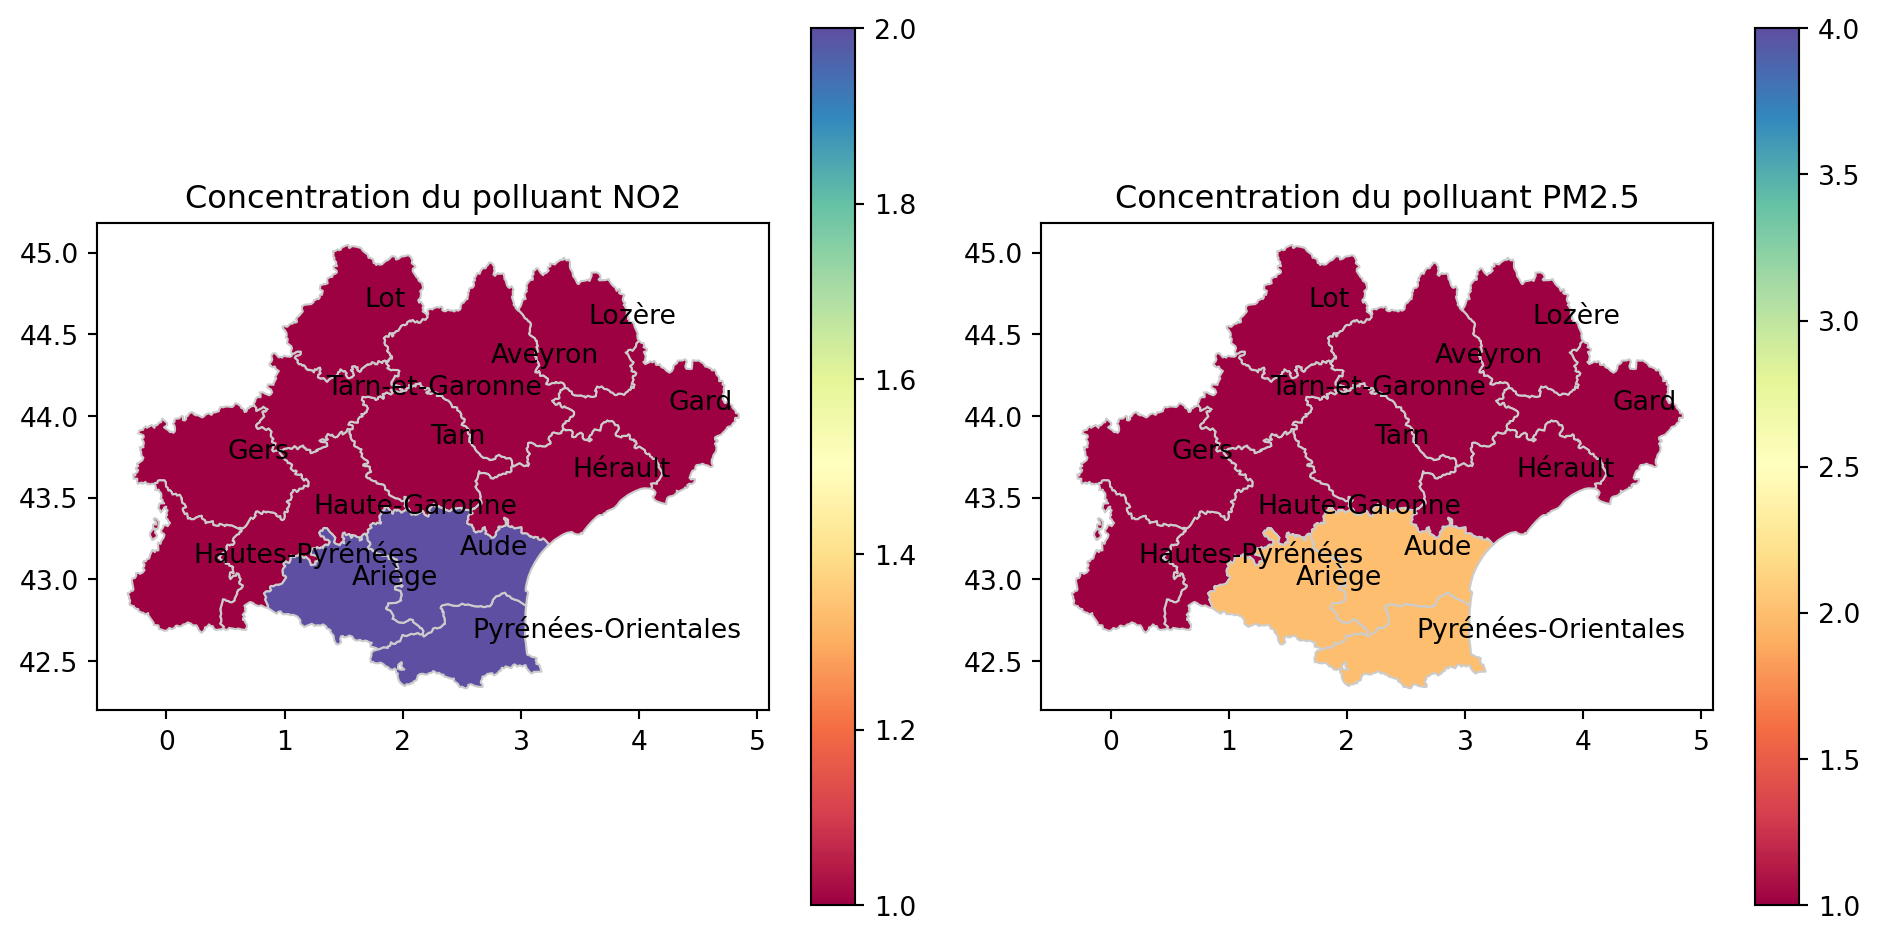 Concentration du polluant NO2
45.0
44.5
44.0
43.5
43.0
42.5
0 1 2 3 4 5
Lot
Lozère
Aveyron
Tarn-et-Garonne
Gard
Tarn
Gers
Hérault
Haute-Garonne
Aude
Hautes-Pyrénées
Ariège
Pyrénées-Orientales
2.0
1.8
1.6
1.4
1.2
1.0
Concentration du polluant PM2.5
45.0
44.5
44.0
43.5
43.0
42.5
0 1 2 3 4 5
Lot
Lozère
Aveyron
Tarn-et-Garonne
Gard
Tarn
Gers
Hérault
Haute-Garonne
Aude
Hautes-Pyrénées
Ariège
Pyrénées-Orientales
4.0
3.5
3.0
2.5
2.0
1.5
1.0